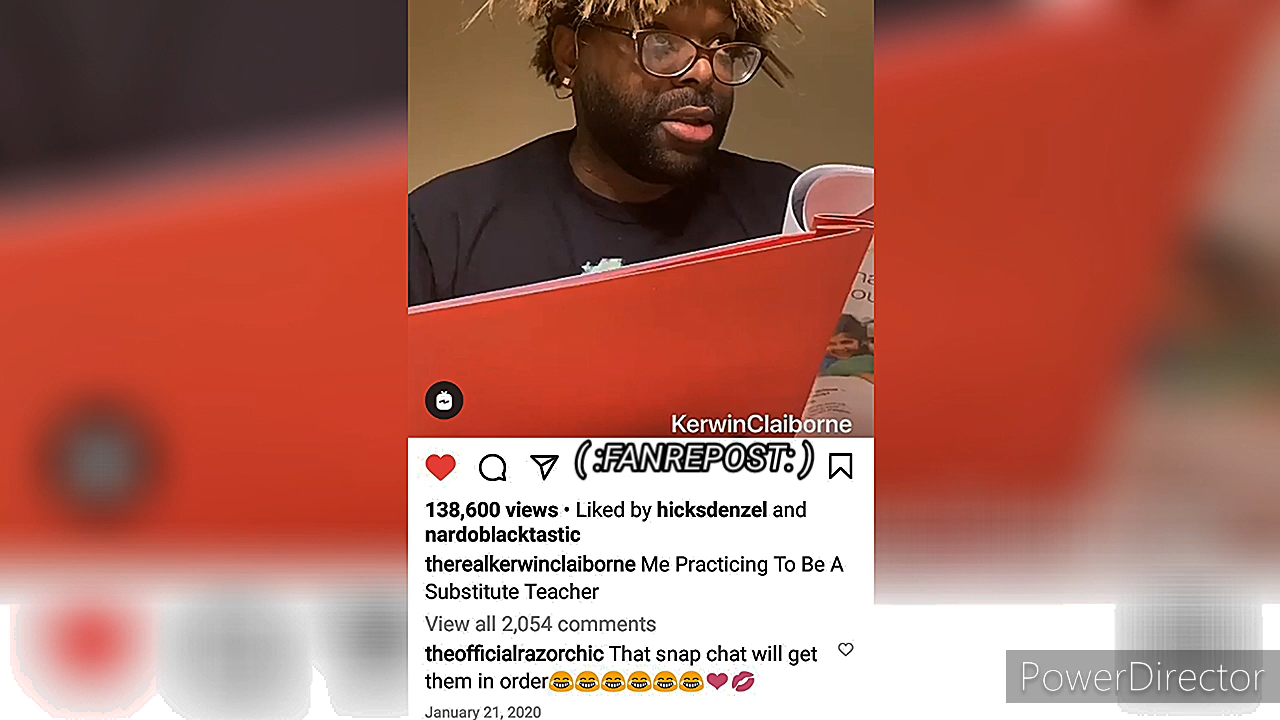 KerwinClaiborne
( :FANREPOST: )
138,600 views • Liked by hicksdenzel and
nardoblacktastic
therealkerwinclaiborne Me Practicing To Be A
Substitute Teacher
View all 2,054 comments
theofficialrazorchic That snap chat will get
them in order😂😂😂😂😂😂❤️💋
January 21, 2020
PowerDirector